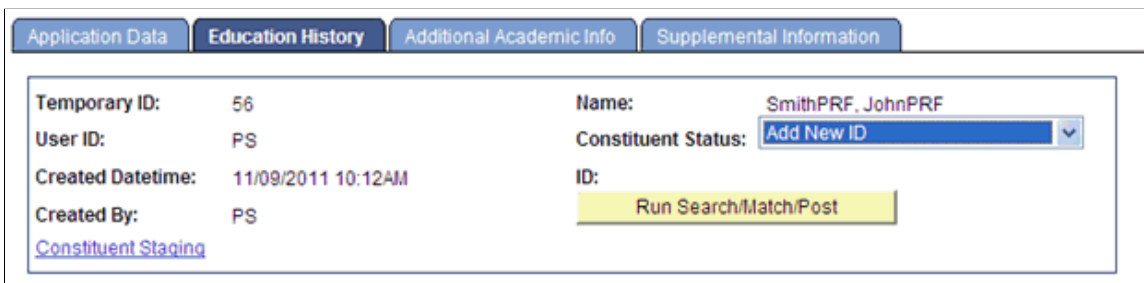 Application Data Education History Additional Academic Info Supplemental Information
Temporary ID: 56 Name: SmithPRF, JohnPRF
User ID: PS Constituent Status: Add New ID
Created Datetime: 11/09/2011 10:12AM ID:
Created By: PS Run Search/Match/Post
Constituent Staging